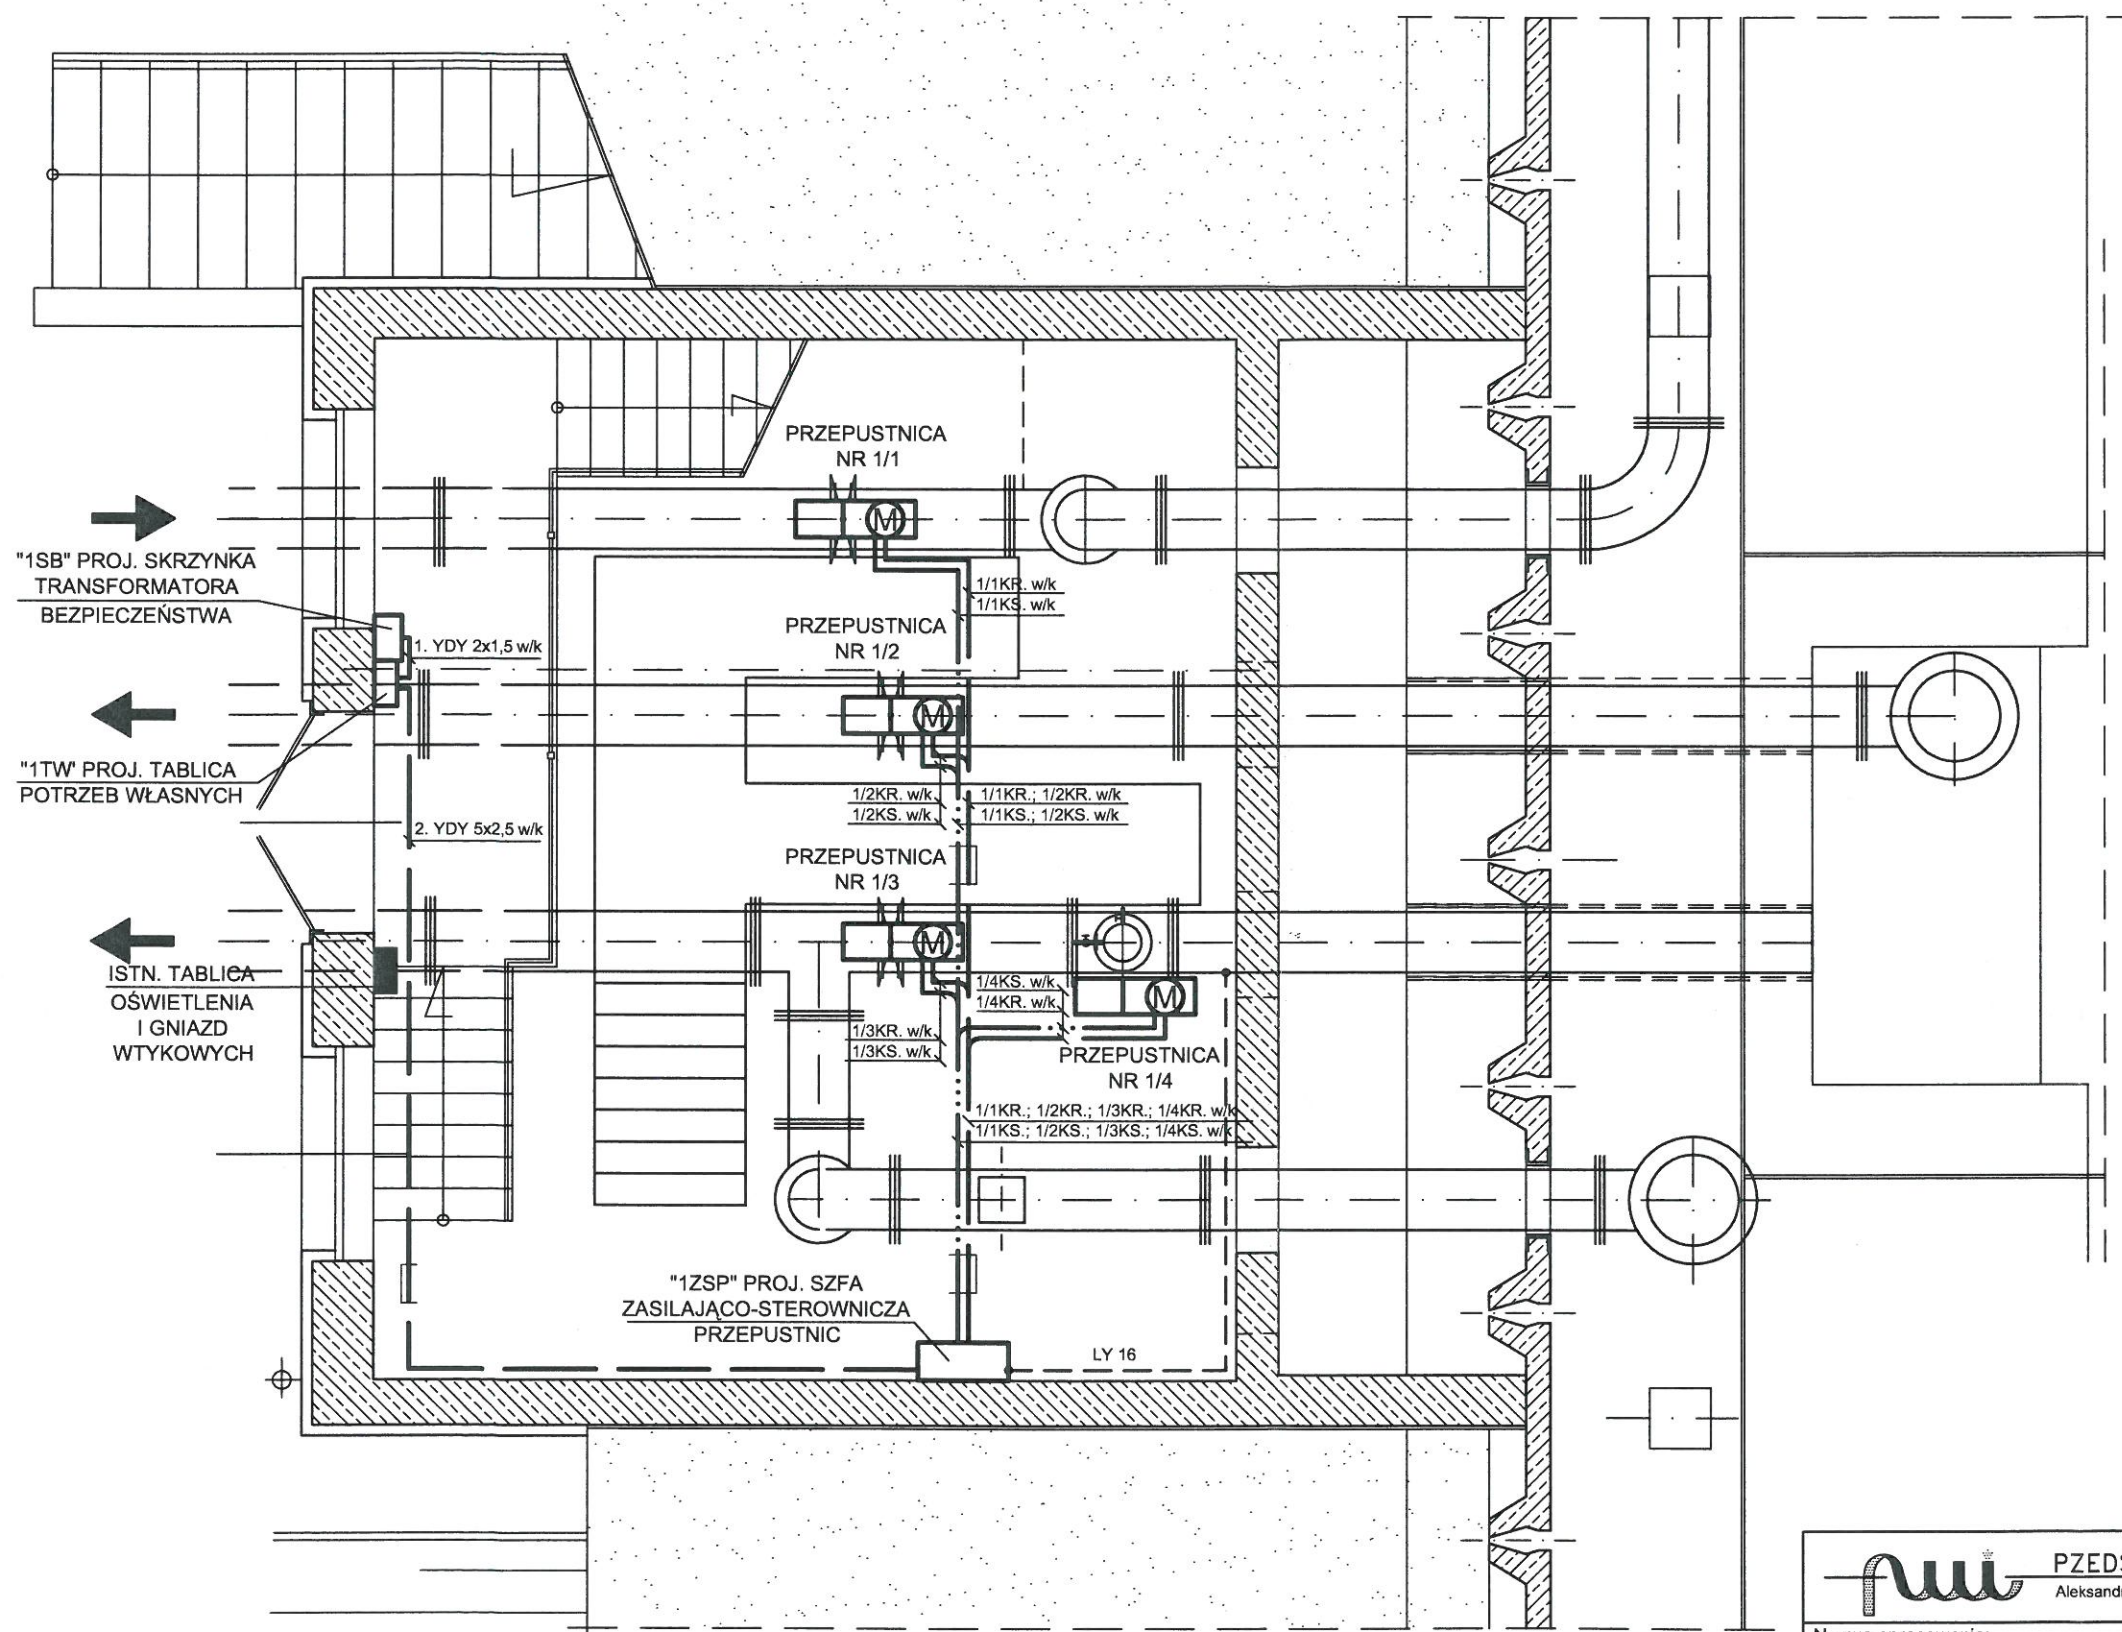 PRZEPUSTNICA
NR 1/1
M
"1SB" PROJ. SKRZYNKA
TRANSFORMATORA
BEZPIECZEŃSTWA
1/1KR. w/k
1/1KS. w/k
PRZEPUSTNICA
NR 1/2
1. YDY 2x1,5 w/k
M
"1TW' PROJ. TABLICA
POTRZEB WŁASNYCH
1/2KR. w/k
1/2KS. w/k
1/1KR.; 1/2KR. w/k
1/1KS.; 1/2KS. w/k
2. YDY 5x2,5 w/k
PRZEPUSTNICA
NR 1/3
M
ISTN. TABLICA
OŚWIETLENIA
I GNIAZD
WTYKOWYCH
1/4KS. w/k
1/4KR. w/k
M
1/3KR. w/k
1/3KS. w/k
PRZEPUSTNICA
NR 1/4
1/1KR.; 1/2KR.; 1/3KR.; 1/4KR. w/k
1/1KS.; 1/2KS.; 1/3KS.; 1/4KS. w/k
"1ZSP" PROJ. SZFA
ZASILAJĄCO-STEROWNICZA
PRZEPUSTNIC
LY 16
PZEDS
Aleksandr